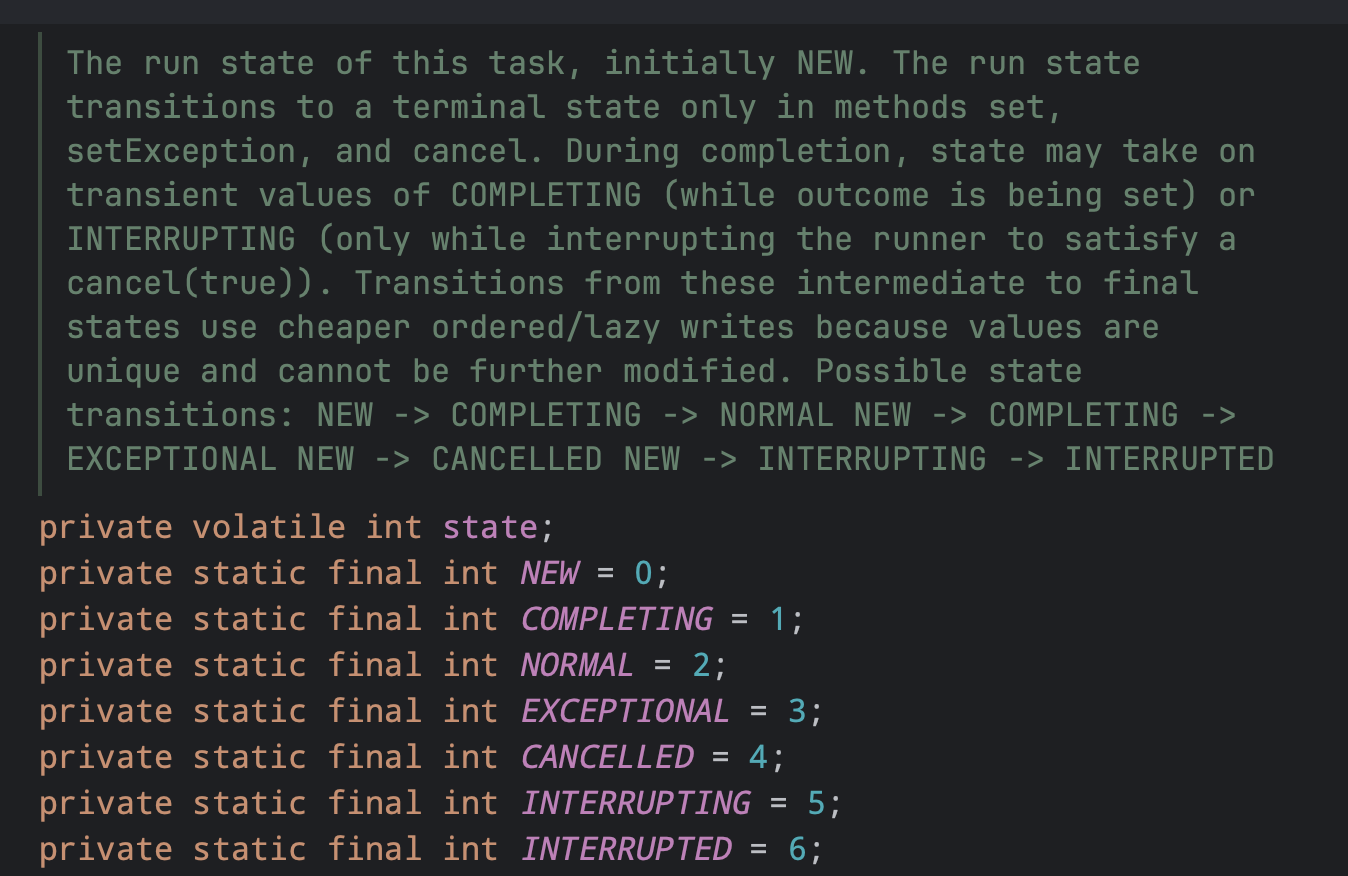 The run state of this task, initially NEW. The run state
transitions to a terminal state only in methods set,
setException, and cancel. During completion, state may take on
transient values of COMPLETING (while outcome is being set) or
INTERRUPTING (only while interrupting the runner to satisfy a
cancel(true)). Transitions from these intermediate to final
states use cheaper ordered/lazy writes because values are
unique and cannot be further modified. Possible state
transitions: NEW -> COMPLETING -> NORMAL NEW -> COMPLETING ->
EXCEPTIONAL NEW -> CANCELLED NEW -> INTERRUPTING -> INTERRUPTED
private volatile int state;
private static final int NEW = 0;
private static final int COMPLETING = 1;
private static final int NORMAL = 2;
private static final int EXCEPTIONAL = 3;
private static final int CANCELLED = 4;
private static final int INTERRUPTING = 5;
private static final int INTERRUPTED = 6;